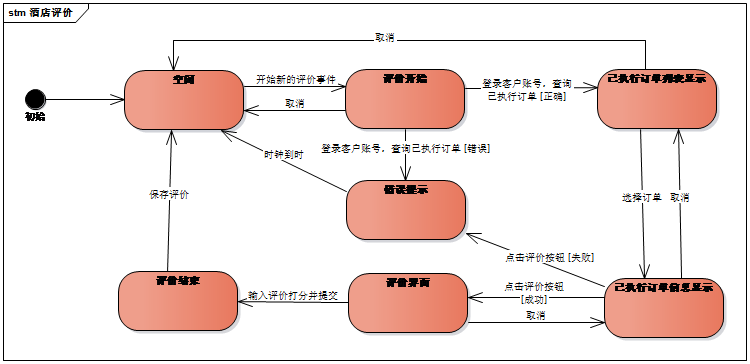 stm 酒店评价
取消
空闲
开始新的评价事件
评价开始
登录客户账号，查询
已执行订单 [正确]
已执行订单列表显示
取消
初始
登录客户账号，查询已执行订单 [错误]
时钟到时
错误提示
保存评价
选择订单
取消
点击评价按钮 [失败]
评价结束
输入评价打分并提交
评价界面
点击评价按钮
[成功]
已执行订单信息显示
取消